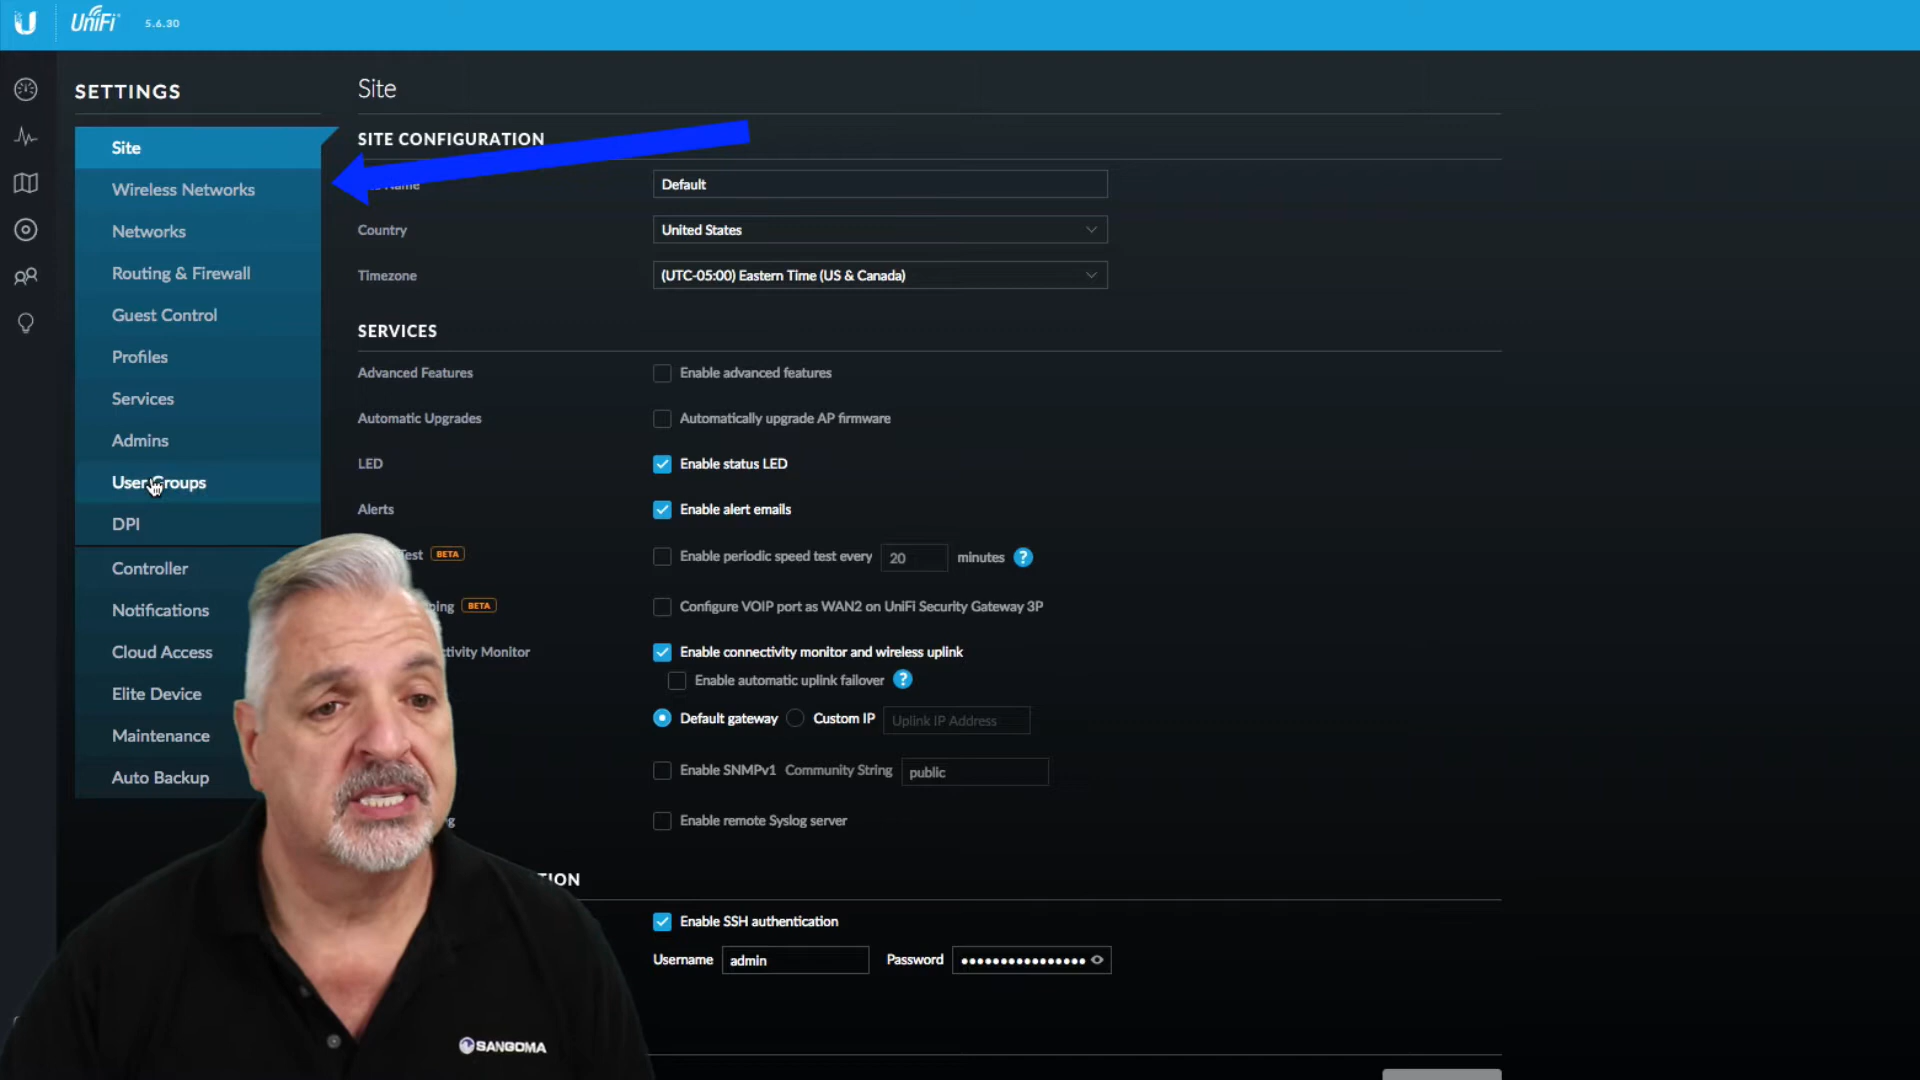 UniFi 5.6.30
SETTINGS
Site
Wireless Networks
Networks
Routing & Firewall
Guest Control
Profiles
Services
Admins
User Groups
DPI
Controller
Notifications
Cloud Access
Elite Device
Maintenance
Auto Backup
Site
SITE CONFIGURATION
Name Default
Country United States
Timezone (UTC-05:00) Eastern Time (US & Canada)
SERVICES
Advanced Features Enable advanced features
Automatic Upgrades Automatically upgrade AP firmware
LED Enable status LED
Alerts Enable alert emails
BETA Enable periodic speed test every 20 minutes ?
BETA Configure VOIP port as WAN2 on UniFi Security Gateway 3P
Monitor Enable connectivity monitor and wireless uplink
Enable automatic uplink failover ?
Default gateway Custom IP Uplink IP Address
Enable SNMPv1 Community String public
Enable remote Syslog server
Enable SSH authentication
Username admin Password
SANGOMA